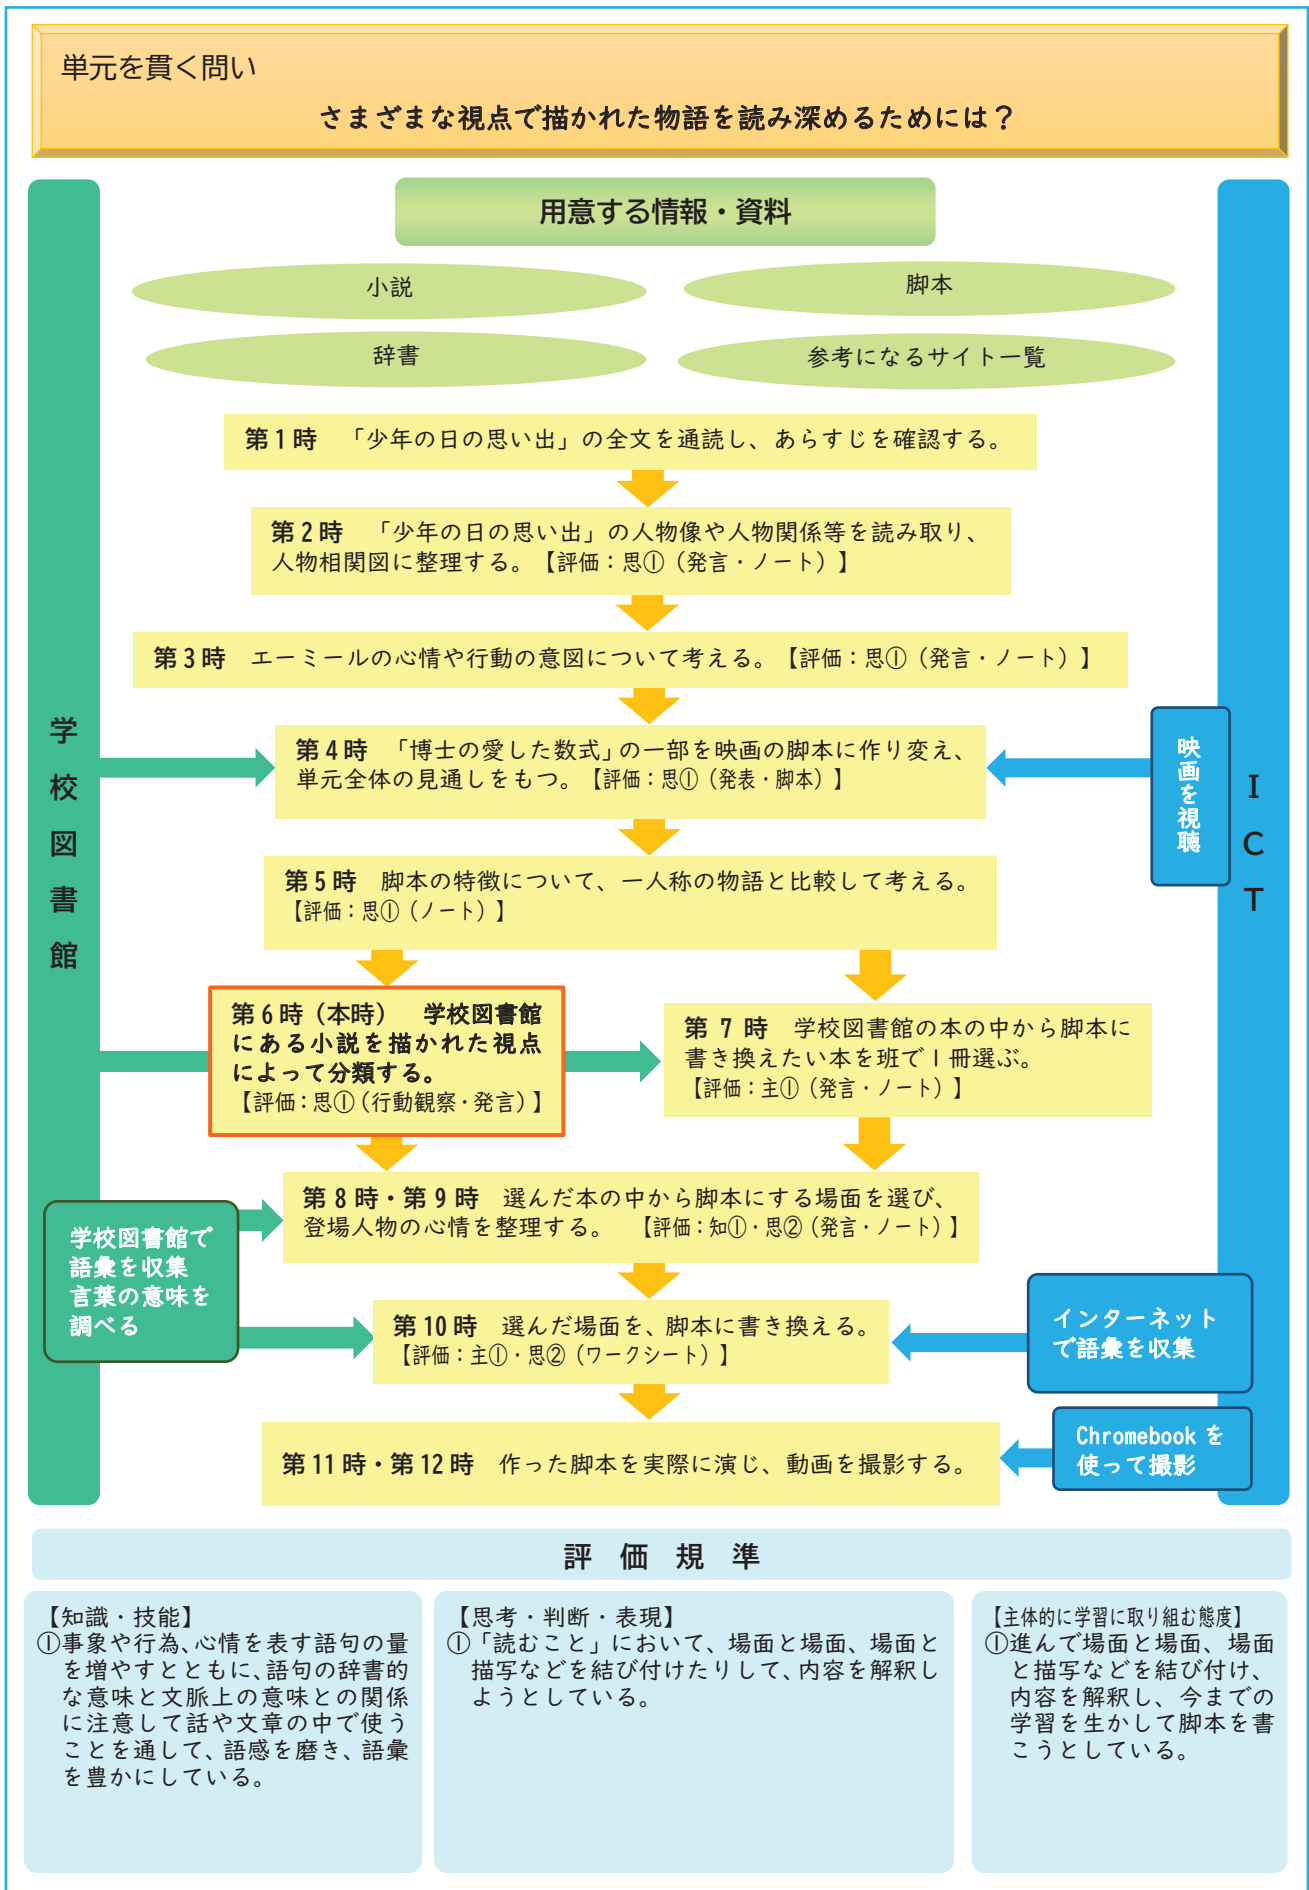 単元を貫く問い
さまざまな視点で描かれた物語を読み深めるためには？
用意する情報・資料
小説
脚本
辞書
参考になるサイト一覧
学校図書館
ＩＣＴ
第1時　「少年の日の思い出」の全文を通読し、あらすじを確認する。
第2時　「少年の日の思い出」の人物像や人物関係等を読み取り、
人物相関図に整理する。【評価：思①（発言・ノート）】
第3時　エーミールの心情や行動の意図について考える。【評価：思①（発言・ノート）】
第4時　「博士の愛した数式」の一部を映画の脚本に作り変え、
単元全体の見通しをもつ。【評価：思①（発表・脚本）】
映画を視聴
第5時　脚本の特徴について、一人称の物語と比較して考える。
【評価：思①（ノート）】
第6時（本時）　学校図書館
にある小説を描かれた視点
によって分類する。
【評価：思①（行動観察・発言）】
第7時　学校図書館の本の中から脚本に
書き換えたい本を班で1冊選ぶ。
【評価：主①（発言・ノート）】
第8時・第9時　選んだ本の中から脚本にする場面を選び、
登場人物の心情を整理する。　【評価：知①・思②（発言・ノート）】
学校図書館で
語彙を収集
言葉の意味を
調べる
第10時　選んだ場面を、脚本に書き換える。
【評価：主①・思②（ワークシート）】
インターネット
で語彙を収集
第11時・第12時　作った脚本を実際に演じ、動画を撮影する。
Chromebookを
使って撮影
評　価　規　準
【知識・技能】
①事象や行為、心情を表す語句の量
を増やすとともに、語句の辞書的
な意味と文脈上の意味との関係
に注意して話や文章の中で使う
ことを通して、語感を磨き、語彙
を豊かにしている。
【思考・判断・表現】
①「読むこと」において、場面と場面、場面と
描写などを結び付けたりして、内容を解釈し
ようとしている。
【主体的に学習に取り組む態度】
①進んで場面と場面、場面
と描写などを結び付け、
内容を解釈し、今までの
学習を生かして脚本を書
こうとしている。